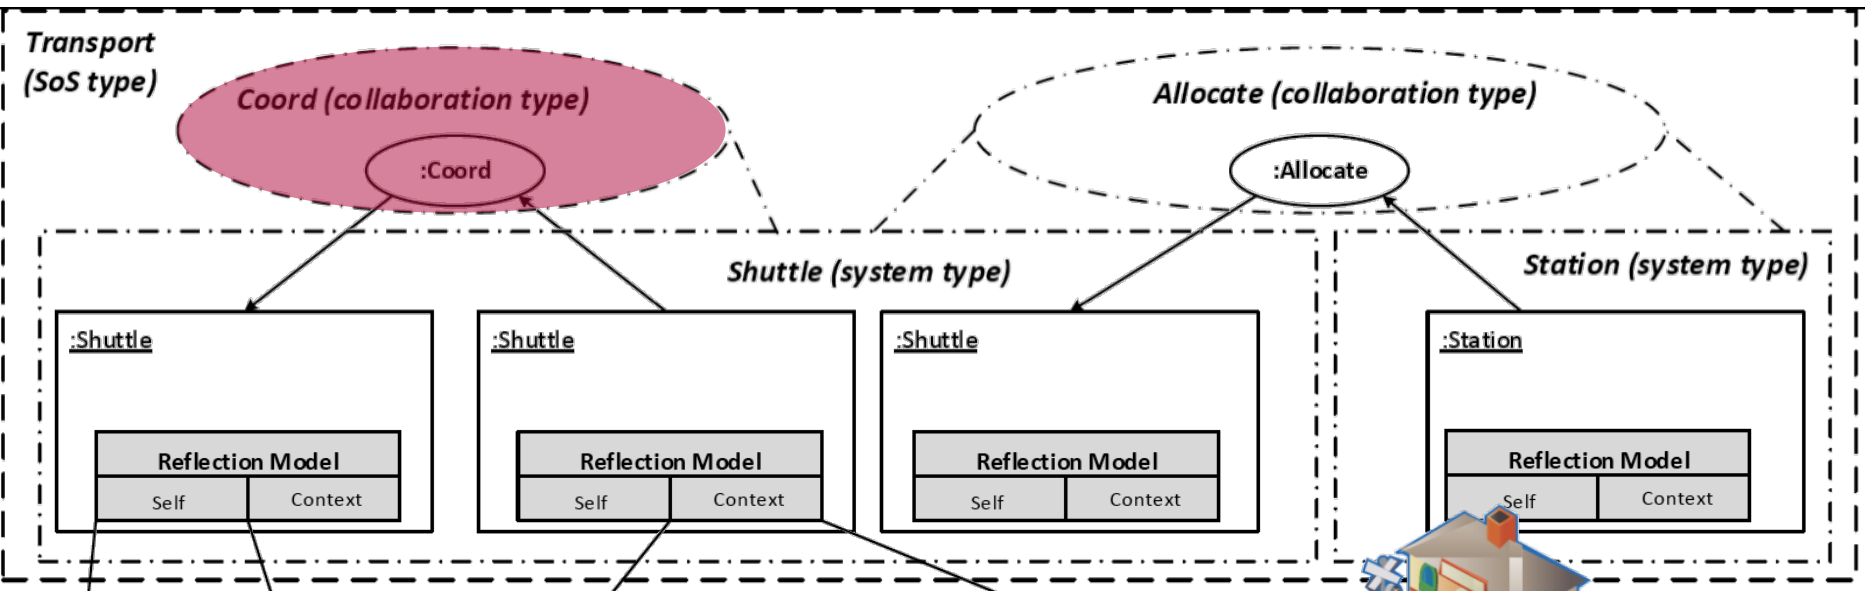 Transport
(SoS type)
Coord (collaboration type)
:Coord
Allocate (collaboration type)
:Allocate
Shuttle (system type)
Station (system type)
:Shuttle
:Shuttle
:Shuttle
:Station
Reflection Model
Self
Context
Reflection Model
Self
Context
Reflection Model
Self
Context
Reflection Model
Self
Context